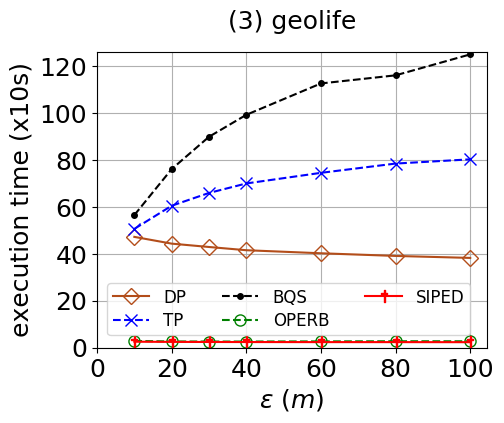 (3) geolife
execution time (x10s)
120
100
80
60
40
20
0
DP BQS SIPED
TP OPERB
0 20 40 60 80 100
ε (m)